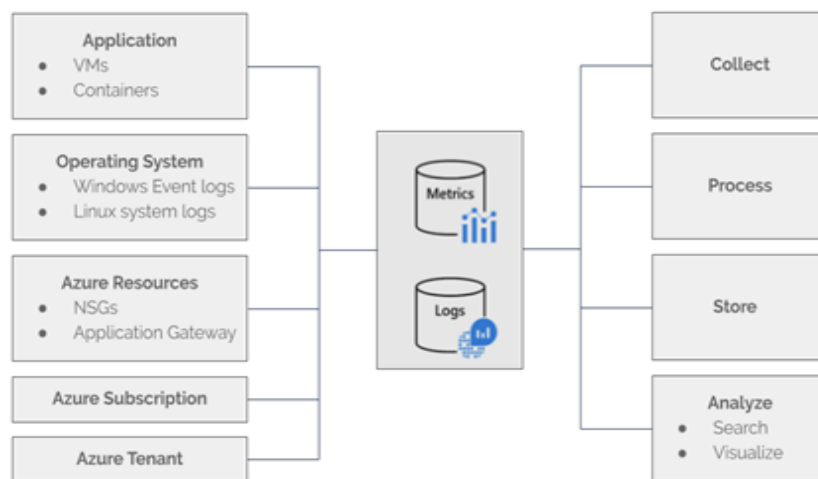 Application
● VMs
● Containers
Operating System
● Windows Event logs
● Linux system logs
Azure Resources
● NSGs
● Application Gateway
Azure Subscription
Azure Tenant
Metrics
Logs
Collect
Process
Store
Analyze
● Search
● Visualize